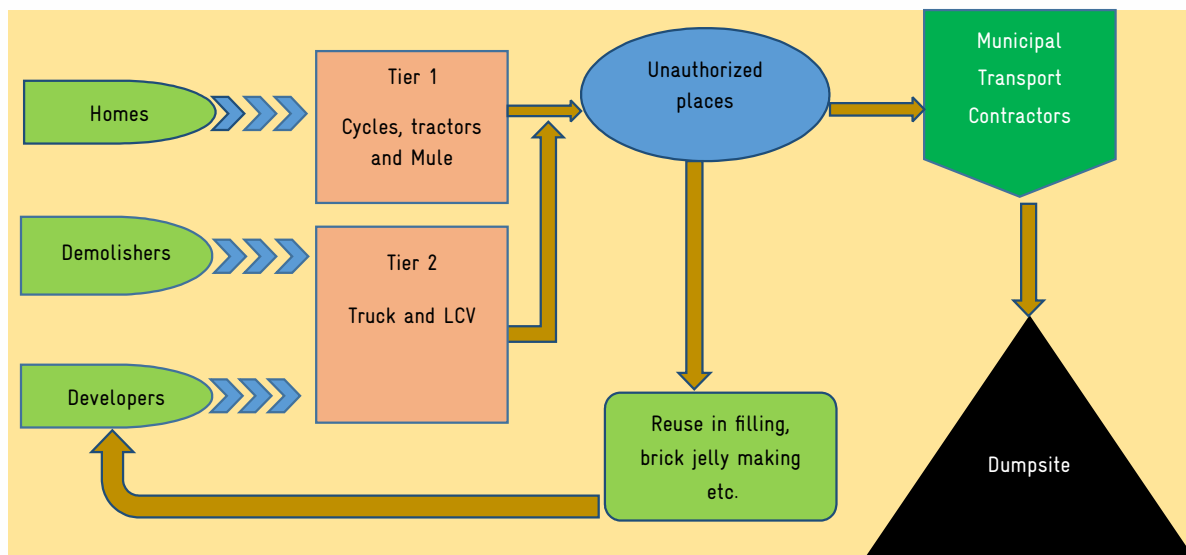 Homes
Tier 1
Cycles, tractors
and Mule
Unauthorized
places
Municipal
Transport
Contractors
Demolishers
Tier 2
Truck and LCV
Developers
Reuse in filling,
brick jelly making
etc.
Dumpsite